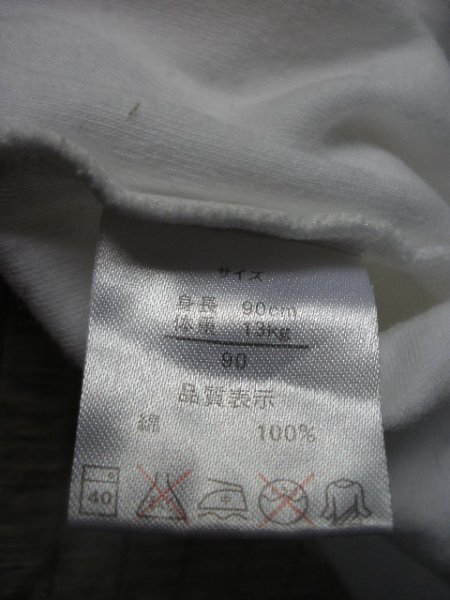 サイズ
身長 90cm
体重 13kg
90
品質表示
綿 100%
40